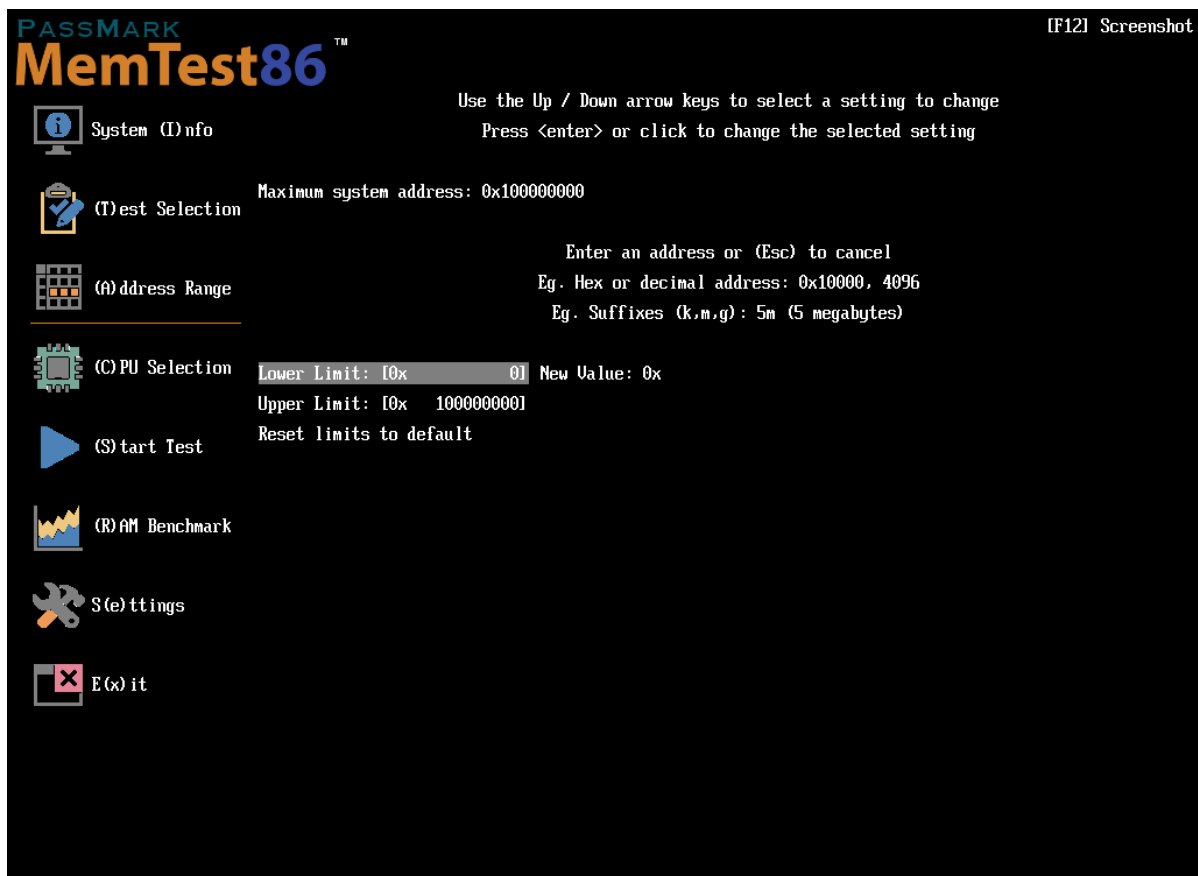 PASSMARK
MemTest86™
[F12] Screenshot
Use the Up / Down arrow keys to select a setting to change
Press <enter> or click to change the selected setting
System (I)nfo
(T)est Selection
(A)ddress Range
(C)PU Selection
(S)tart Test
(R)AM Benchmark
S(e)ttings
E(x)it
Maximum system address: 0x100000000
Enter an address or (Esc) to cancel
Eg. Hex or decimal address: 0x10000, 4096
Eg. Suffixes (k,m,g): 5m (5 megabytes)
Lower Limit: [0x 0] New Value: 0x
Upper Limit: [0x 100000000]
Reset limits to default